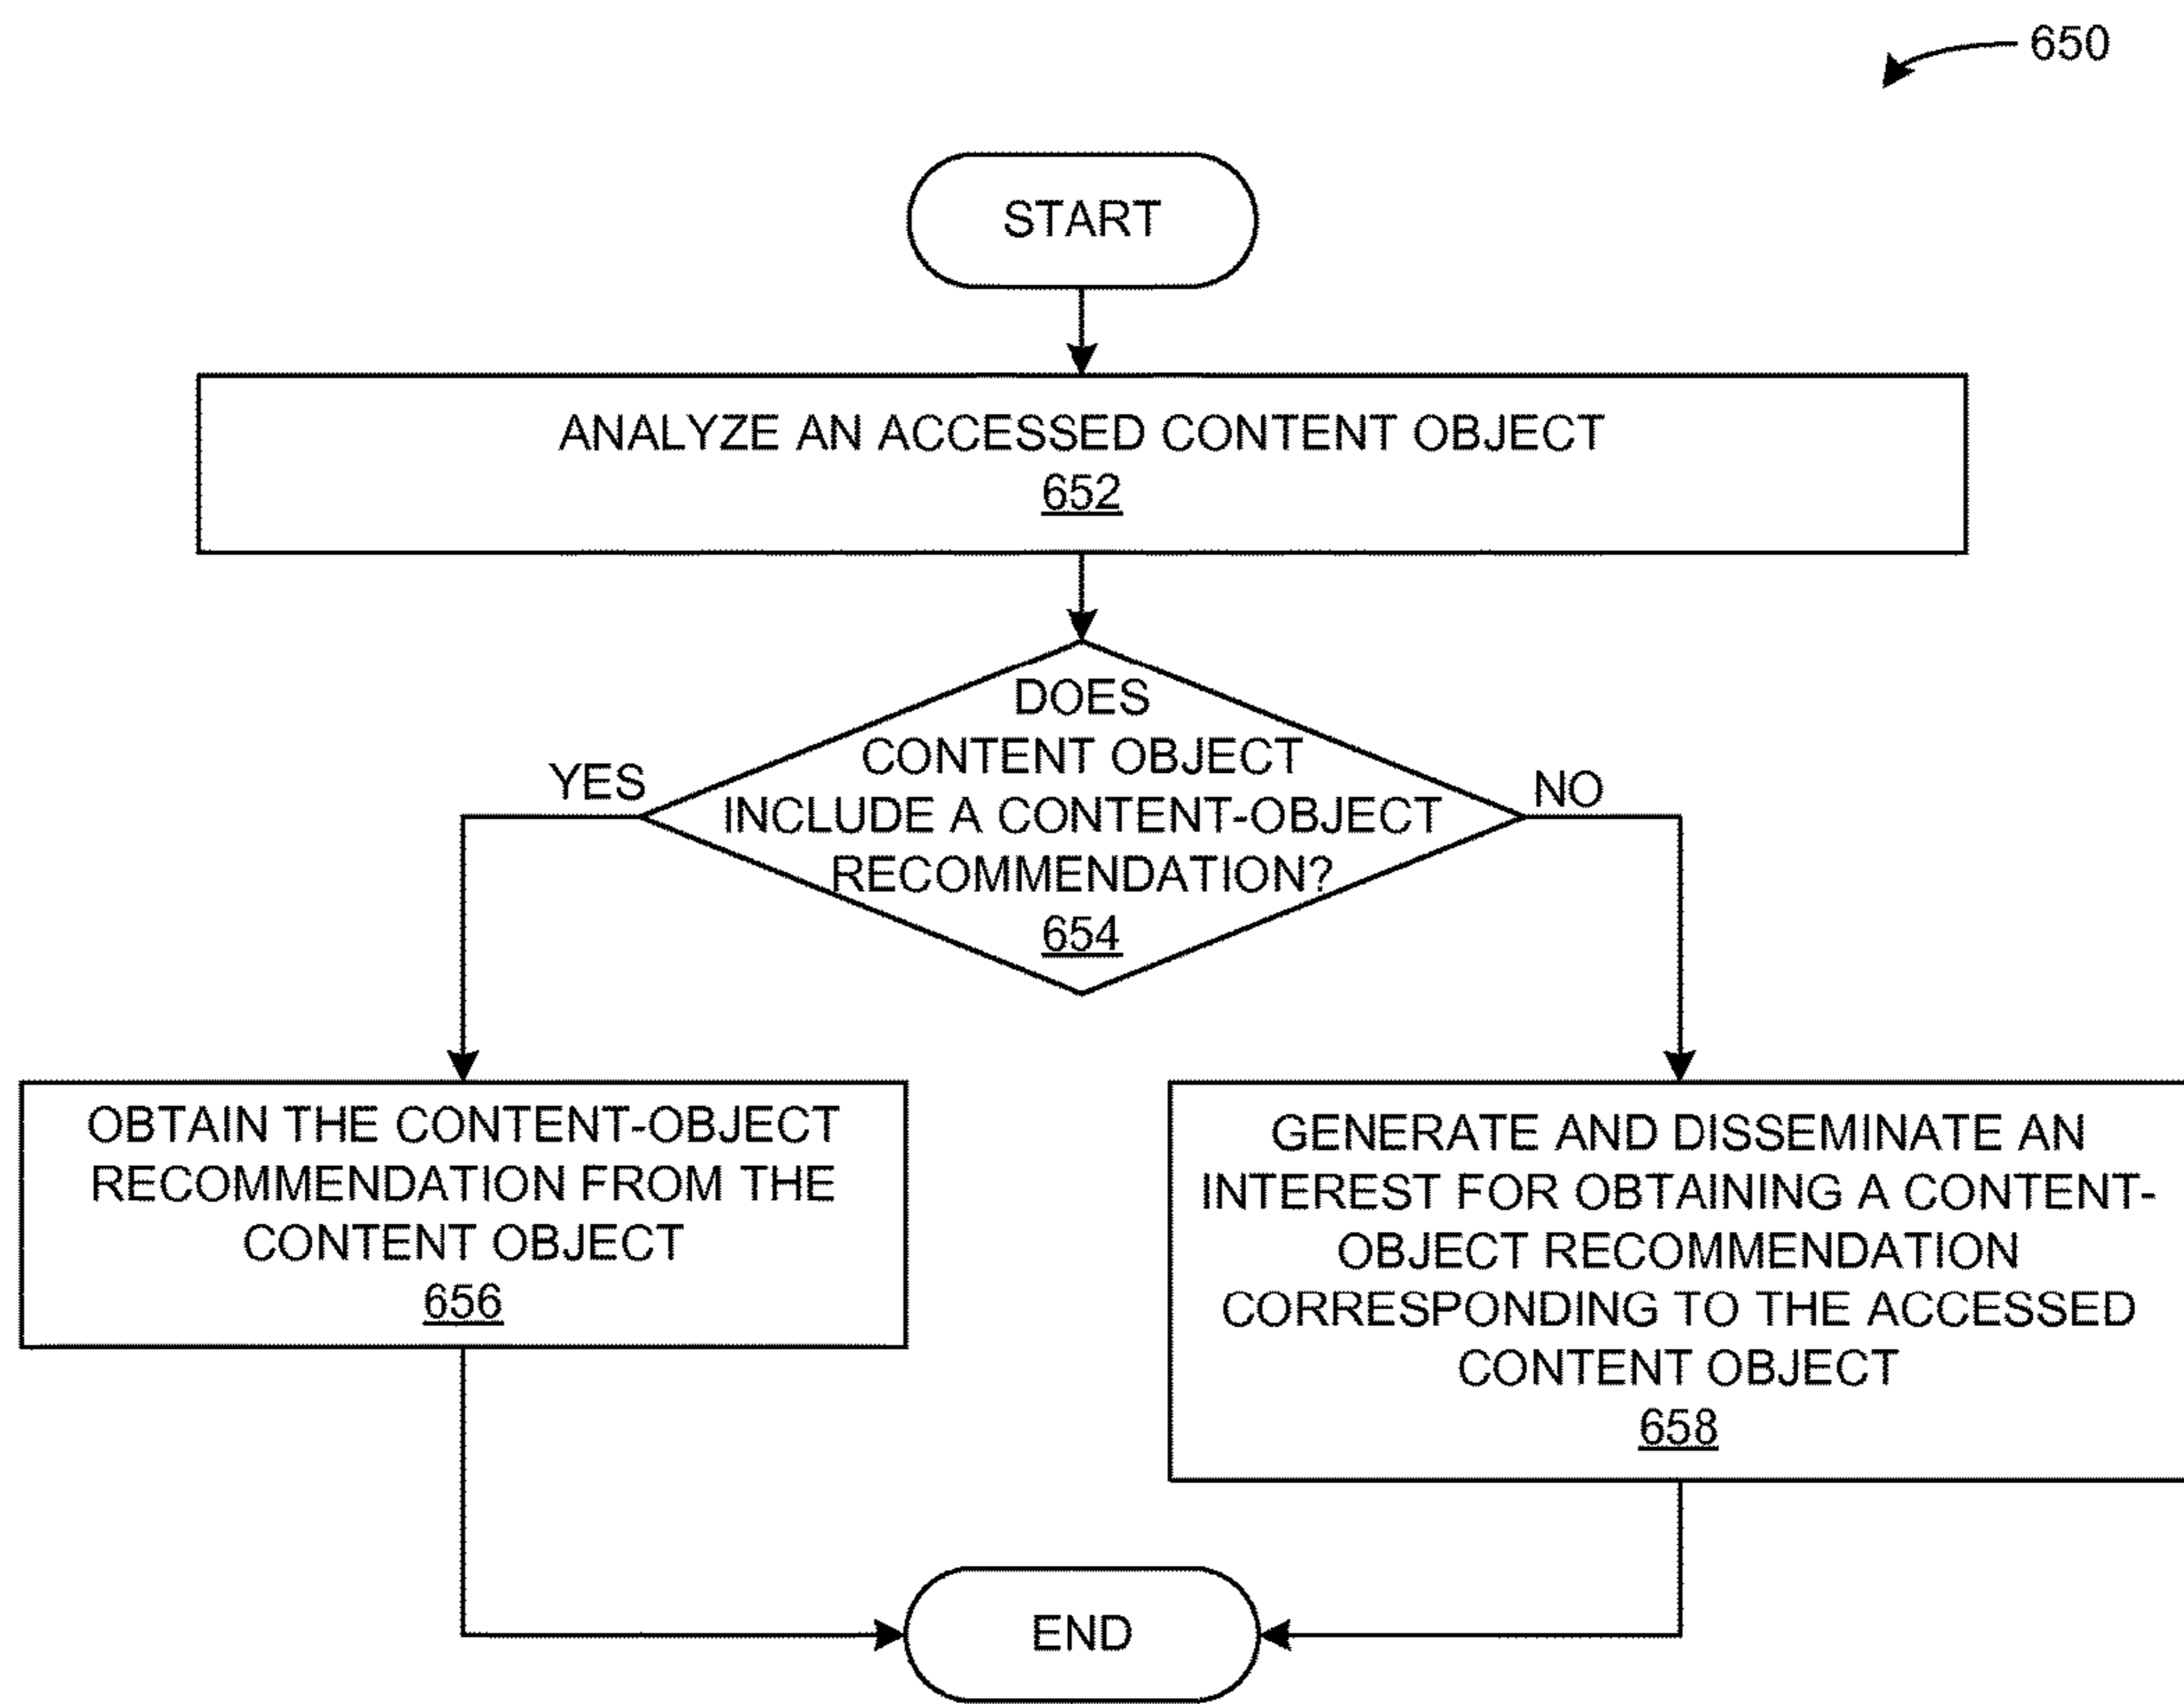 650
START
ANALYZE AN ACCESSED CONTENT OBJECT
652
DOES
CONTENT OBJECT
INCLUDE A CONTENT-OBJECT
RECOMMENDATION?
654
YES
NO
OBTAIN THE CONTENT-OBJECT
RECOMMENDATION FROM THE
CONTENT OBJECT
656
GENERATE AND DISSEMINATE AN
INTEREST FOR OBTAINING A CONTENT-
OBJECT RECOMMENDATION
CORRESPONDING TO THE ACCESSED
CONTENT OBJECT
658
END